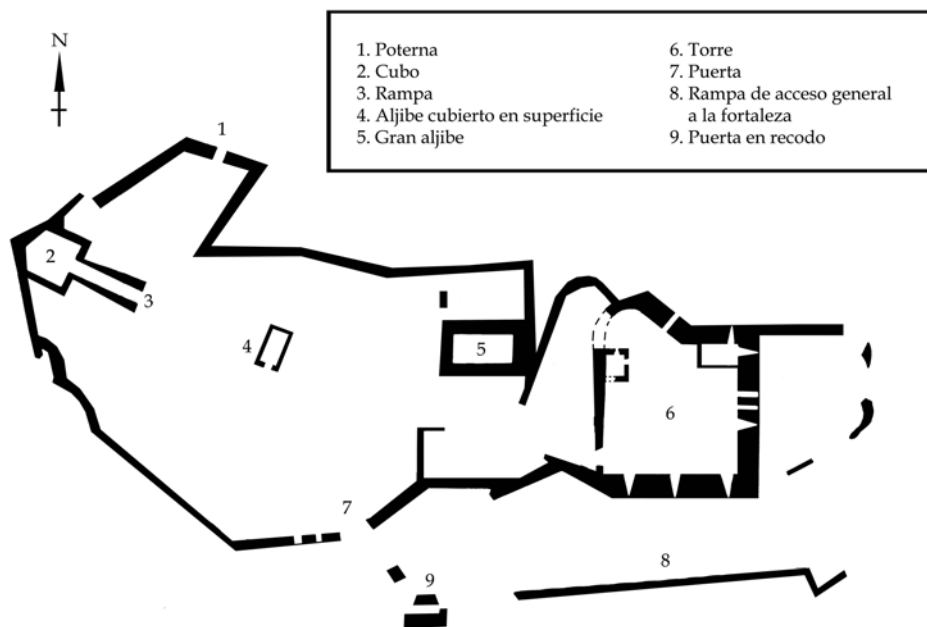 N
1. Poterna
2. Cubo
3. Rampa
4. Aljibe cubierto en superficie
5. Gran aljibe
6. Torre
7. Puerta
8. Rampa de acceso general
a la fortaleza
9. Puerta en recodo
1
2
3
4
5
6
7
8
9